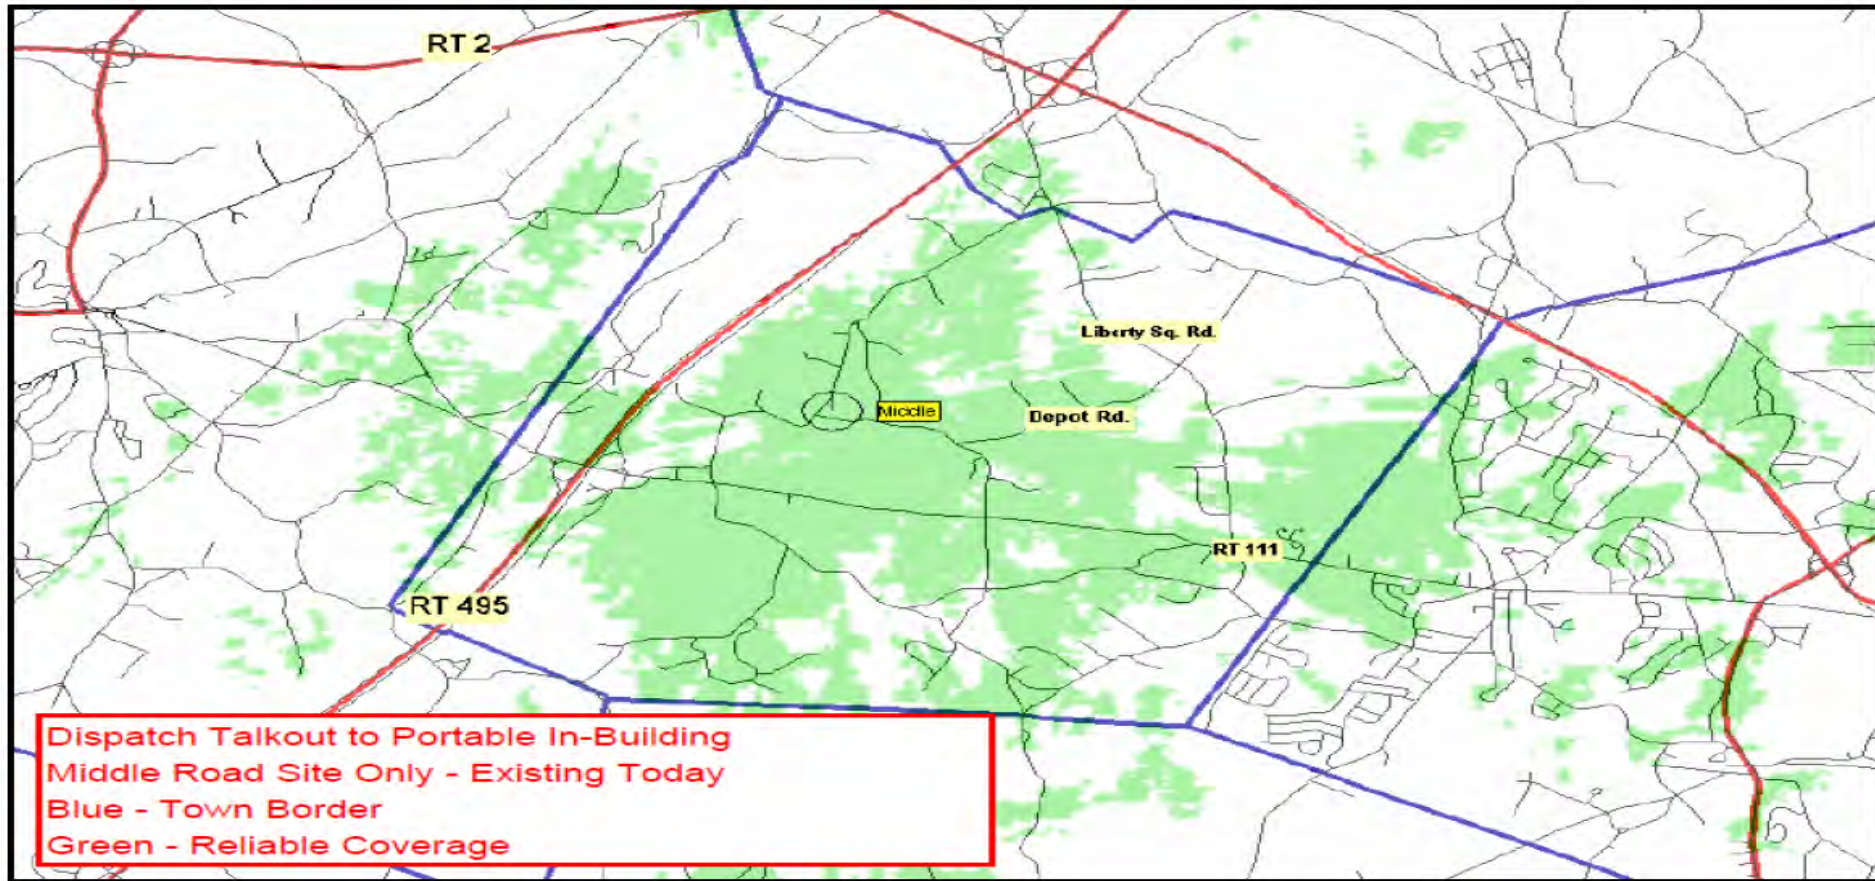 RT 2
Liberty Sq. Rd.
Middle
Depot Rd.
RT 111
RT 495
Dispatch Talkout to Portable In-Building
Middle Road Site Only - Existing Today
Blue - Town Border
Green - Reliable Coverage